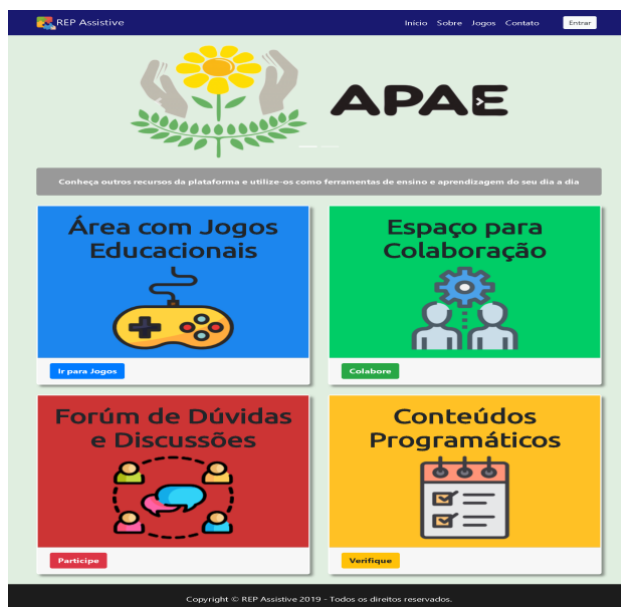 REP Assistive
Inicio Sobre Jogos Contato Entrar
APAE
Conheça outros recursos da plataforma e utilize-os como ferramentas de ensino e aprendizagem do seu dia a dia
Área com Jogos
Educacionais
Ir para Jogos
Espaço para
Colaboração
Colabore
Forúm de Dúvidas
e Discussões
Participe
Conteúdos
Programáticos
Verifique
Copyright © REP Assistive 2019 - Todos os direitos reservados.